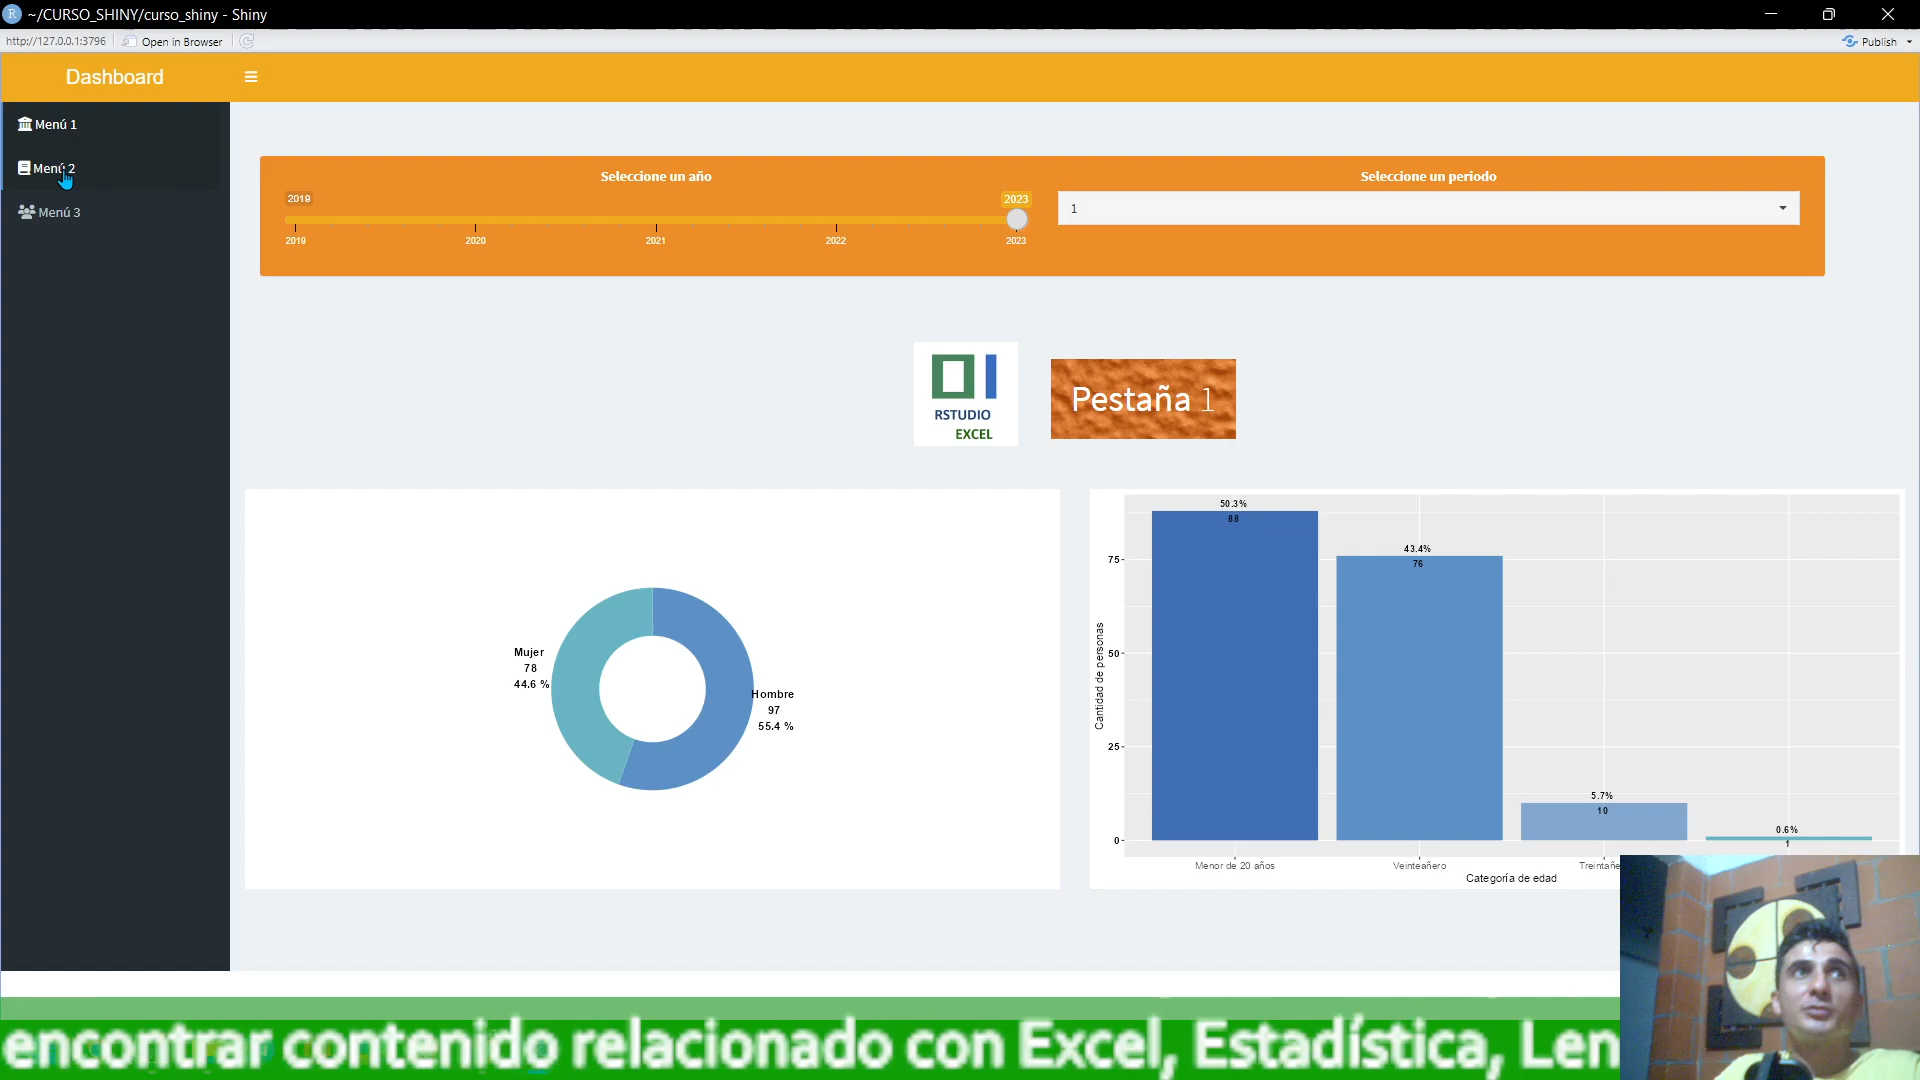 ~/CURSO_SHINY/curso_shiny - Shiny
http://127.0.0.1:3796
Open in Browser
Publish
Dashboard
Menú 1
Menú 2
Menú 3
Seleccione un año
2019
2023
2019
2020
2021
2022
2023
Seleccione un periodo
1
RSTUDIO
EXCEL
Pestaña 1
Mujer
78
44.6 %
Hombre
97
55.4 %
Cantidad de personas
75
50
25
0
50.3%
88
43.4%
76
5.7%
10
0.6%
1
Menor de 20 años
Veinteañero
Categoría de edad
encontrar contenido relacionado con Excel, Estadística,